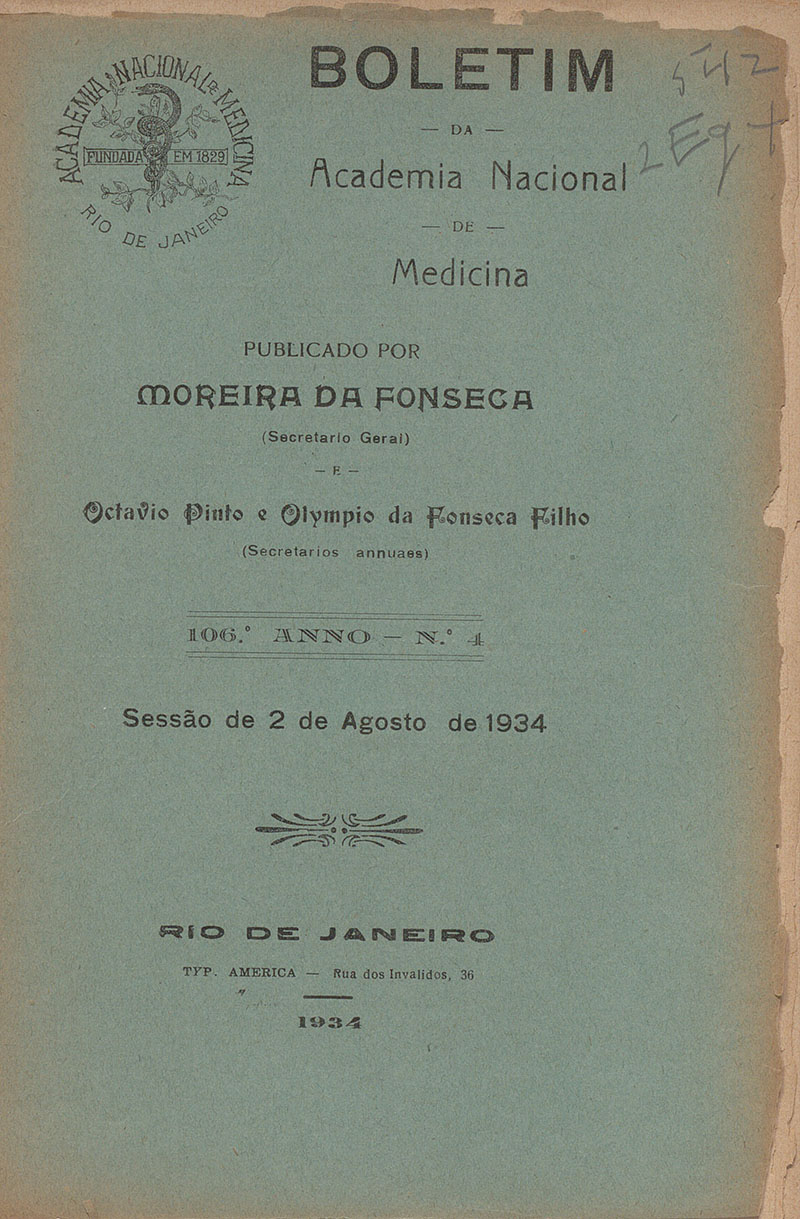 ACADEMIA NACIONAL DE MEDICINA
FUNDADA EM 1829
RIO DE JANEIRO
BOLETIM
— DA —
Academia Nacional
— DE —
Medicina
PUBLICADO POR
MOREIRA DA FONSECA
(Secretario Geral)
— E —
Octavio Pinto e Olympio da Fonseca Filho
(Secretarios annuaes)
106.º ANNO — N.º 4
Sessão de 2 de Agosto de 1934
RIO DE JANEIRO
TYP. AMERICA — Rua dos Invalidos, 36
1934